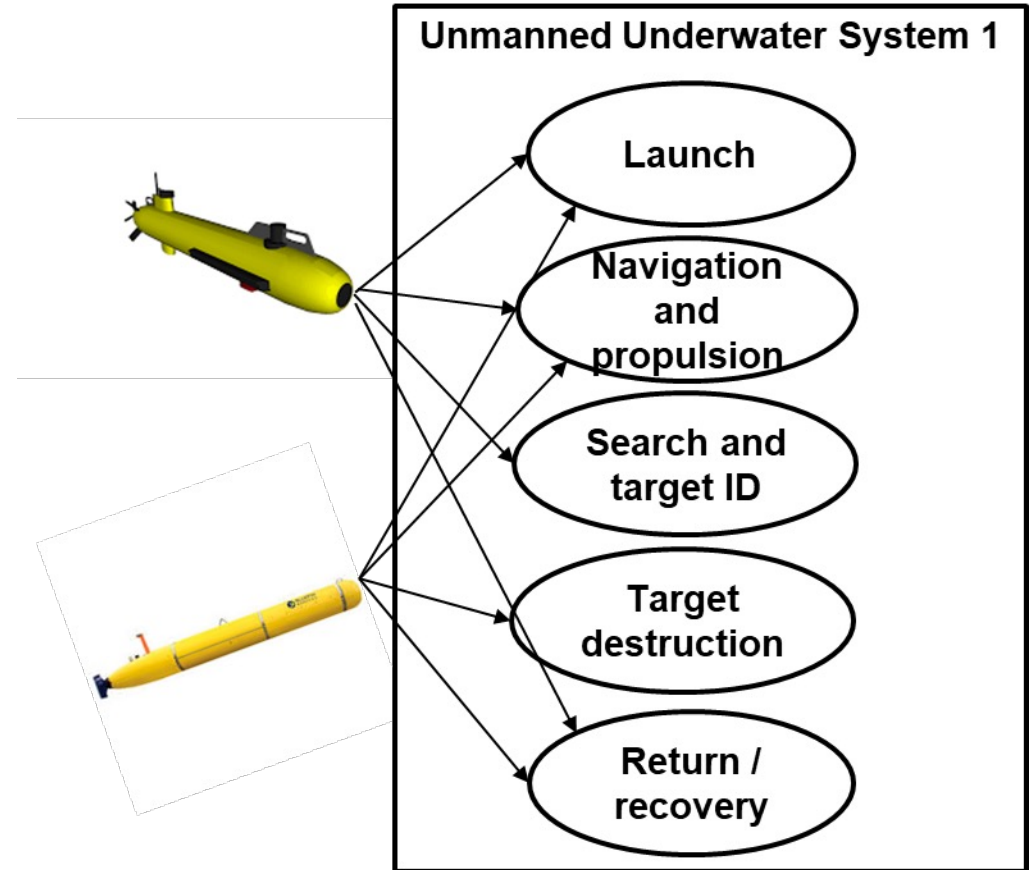 Unmanned Underwater System 1
Launch
Navigation
and
propulsion
Search and
target ID
Target
destruction
Return /
recovery